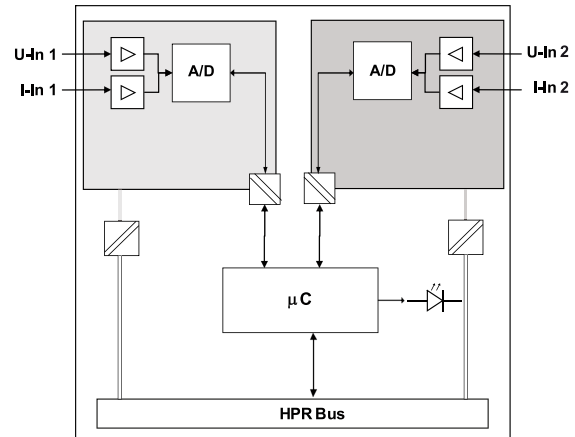 U-In 1
A/D
A/D
U-In 2
I-In 1
I-In 2
μC
HPR Bus